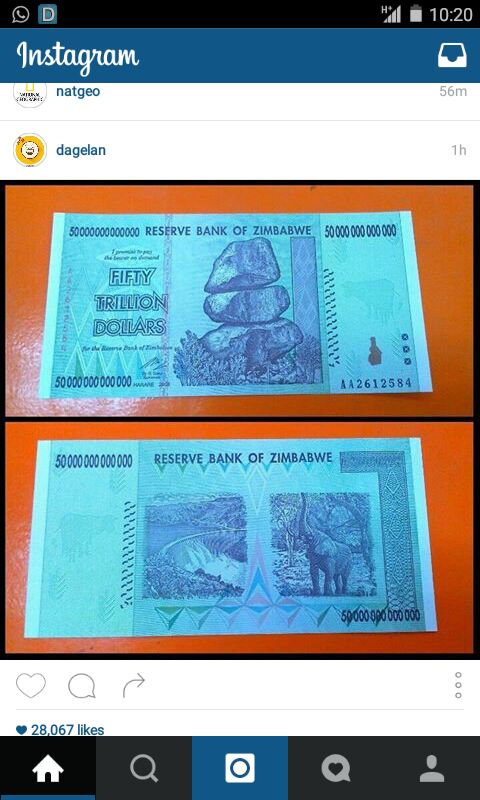 D
H+
10:20
Instagram
NATIONAL
GEOGRAPHIC
natgeo
56m
dagelan
1h
50000000000000 RESERVE BANK OF ZIMBABWE 50 000 000 000 000
I promise to pay
the bearer on demand
FIFTY
TRILLION
DOLLARS
for the Reserve Bank of Zimbabwe
50 000 000 000 000 HARARE 2008
AA2612584
50 000 000 000 000 RESERVE BANK OF ZIMBABWE
50 000 000 000 000
28,067 likes